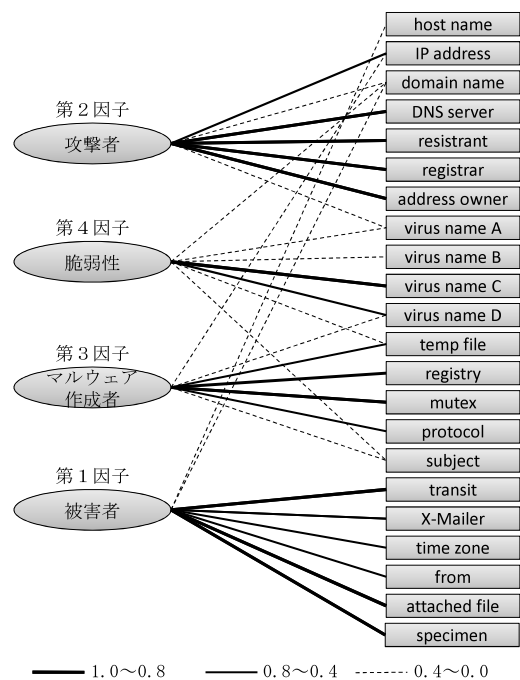 第２因子
攻撃者
第４因子
脆弱性
第３因子
マルウェア
作成者
第１因子
被害者
host name
IP address
domain name
DNS server
resistrant
registrar
address owner
virus name A
virus name B
virus name C
virus name D
temp file
registry
mutex
protocol
subject
transit
X-Mailer
time zone
from
attached file
specimen
1.0～0.8
0.8～0.4
0.4～0.0